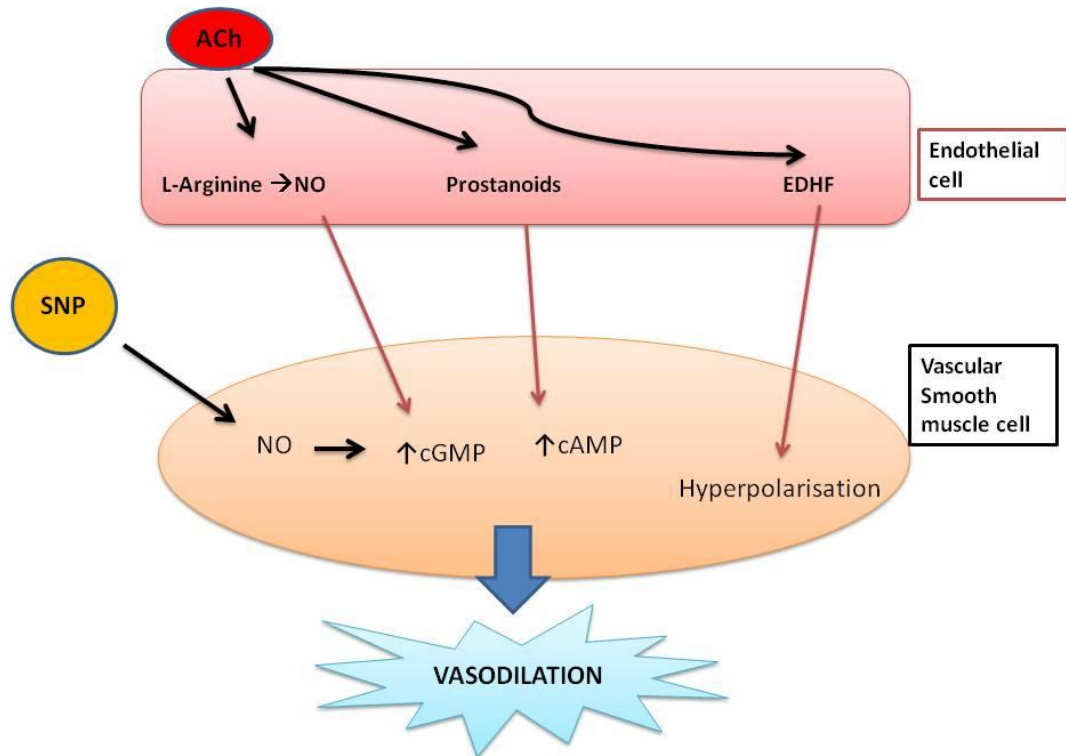 ACh
L-Arginine →NO
Prostanoids
EDHF
Endothelial
cell
SNP
Vascular
Smooth
muscle cell
NO
↑cGMP
↑cAMP
Hyperpolarisation
VASODILATION